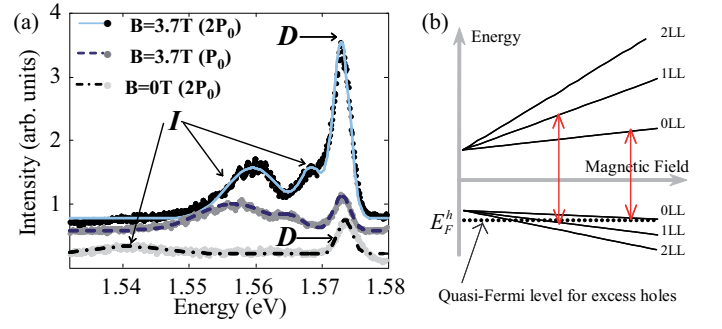 (a)
B=3.7T (2P₀)
B=3.7T (P₀)
B=0T (2P₀)
D
I
D
Intensity (arb. units)
4
3
2
1
1.54 1.55 1.56 1.57 1.58
Energy (eV)
(b)
Energy
2LL
1LL
0LL
Magnetic Field
0LL
1LL
2LL
E_F^h
Quasi-Fermi level for excess holes